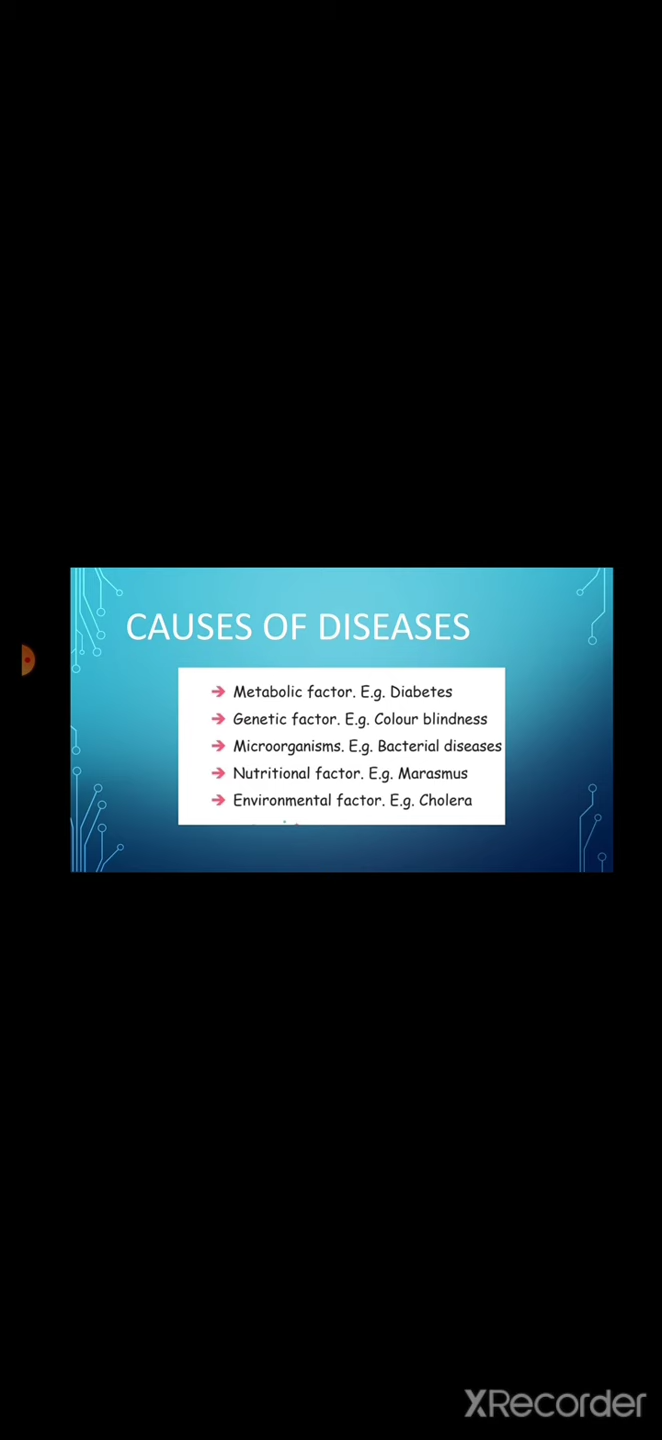 CAUSES OF DISEASES
➔ Metabolic factor. E.g. Diabetes
➔ Genetic factor. E.g. Colour blindness
➔ Microorganisms. E.g. Bacterial diseases
➔ Nutritional factor. E.g. Marasmus
➔ Environmental factor. E.g. Cholera
XRecorder